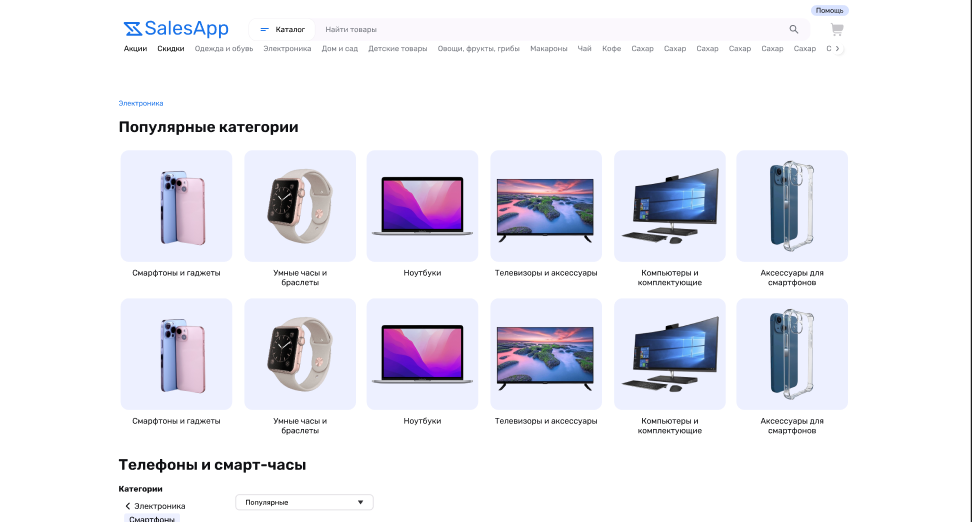 Помощь
SalesApp
Каталог
Найти товары
Акции Скидки Одежда и обувь Электроника Дом и сад Детские товары Овощи, фрукты, грибы Макароны Чай Кофе Сахар Сахар Сахар Сахар Сахар Сахар С
Электроника
Популярные категории
Смарфтоны и гаджеты
Умные часы и
браслеты
Ноутбуки
Телевизоры и аксессуары
Компьютеры и
комплектующие
Аксессуары для
смартфонов
Смарфтоны и гаджеты
Умные часы и
браслеты
Ноутбуки
Телевизоры и аксессуары
Компьютеры и
комплектующие
Аксессуары для
смартфонов
Телефоны и смарт-часы
Категории
Популярные
Электроника
Смартфоны